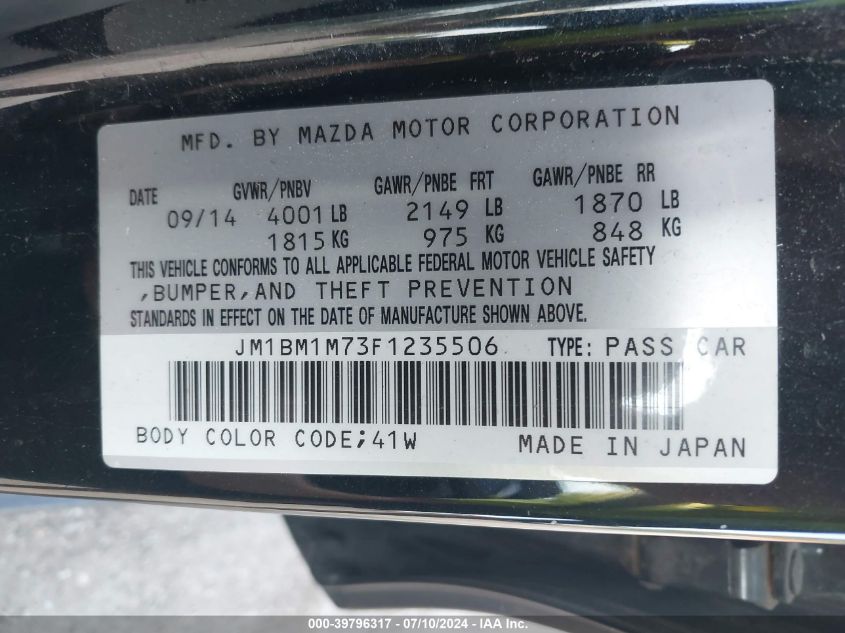 MFD. BY MAZDA MOTOR CORPORATION
DATE GVWR/PNBV GAWR/PNBE FRT GAWR/PNBE RR
09/14 4001 LB 2149 LB 1870 LB
1815 KG 975 KG 848 KG
THIS VEHICLE CONFORMS TO ALL APPLICABLE FEDERAL MOTOR VEHICLE SAFETY
,BUMPER,AND THEFT PREVENTION
STANDARDS IN EFFECT ON THE DATE OF MANUFACTURE SHOWN ABOVE.
JM1BM1M73F1235506 TYPE: PASS CAR
BODY COLOR CODE;41W MADE IN JAPAN
000-39796317 - 07/10/2024 - IAA Inc.